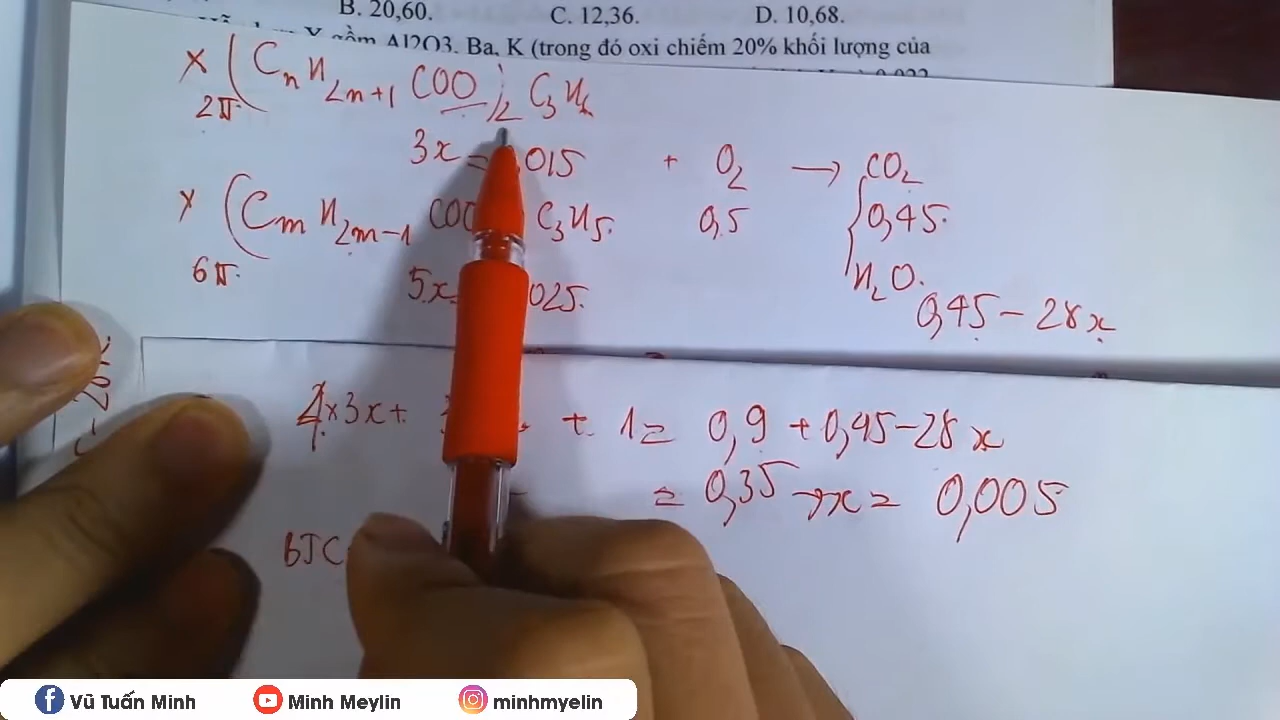 B. 20,60. C. 12,36. D. 10,68.
Y gồm Al2O3, Ba, K (trong đó oxi chiếm 20% khối lượng của
X (CnH2n+1 COO)2 C3H6
2π
3x = ,015 + O2 → CO2
X (CmH2m-1 COO C3H5. 0,5 0,45
6π
H2O.
5x 025 0,45 - 28x
4x3x + + 1 = 0,9 + 0,45 - 28x
= 0,35 → x = 0,005
BTC
Vũ Tuấn Minh Minh Meylin minhmyelin